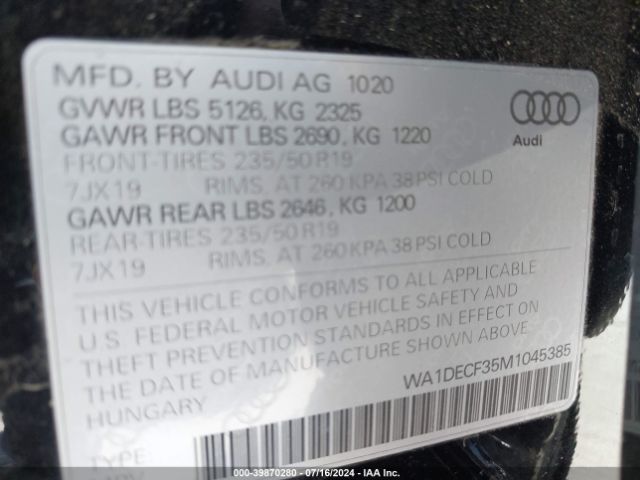 MFD. BY AUDI AG 1020
GVWR LBS 5126, KG 2325
GAWR FRONT LBS 2690, KG 1220
FRONT-TIRES 235/50 R19
7JX19 RIMS, AT 260 KPA 38 PSI COLD
GAWR REAR LBS 2646, KG 1200
REAR-TIRES 235/50 R19
7JX19 RIMS, AT 260 KPA 38 PSI COLD
Audi
THIS VEHICLE CONFORMS TO ALL APPLICABLE
U.S. FEDERAL MOTOR VEHICLE SAFETY AND
THEFT PREVENTION STANDARDS IN EFFECT ON
THE DATE OF MANUFACTURE SHOWN ABOVE.
HUNGARY
WA1DECF35M1045385
TYPE
000-39870280 - 07/16/2024 - IAA Inc.